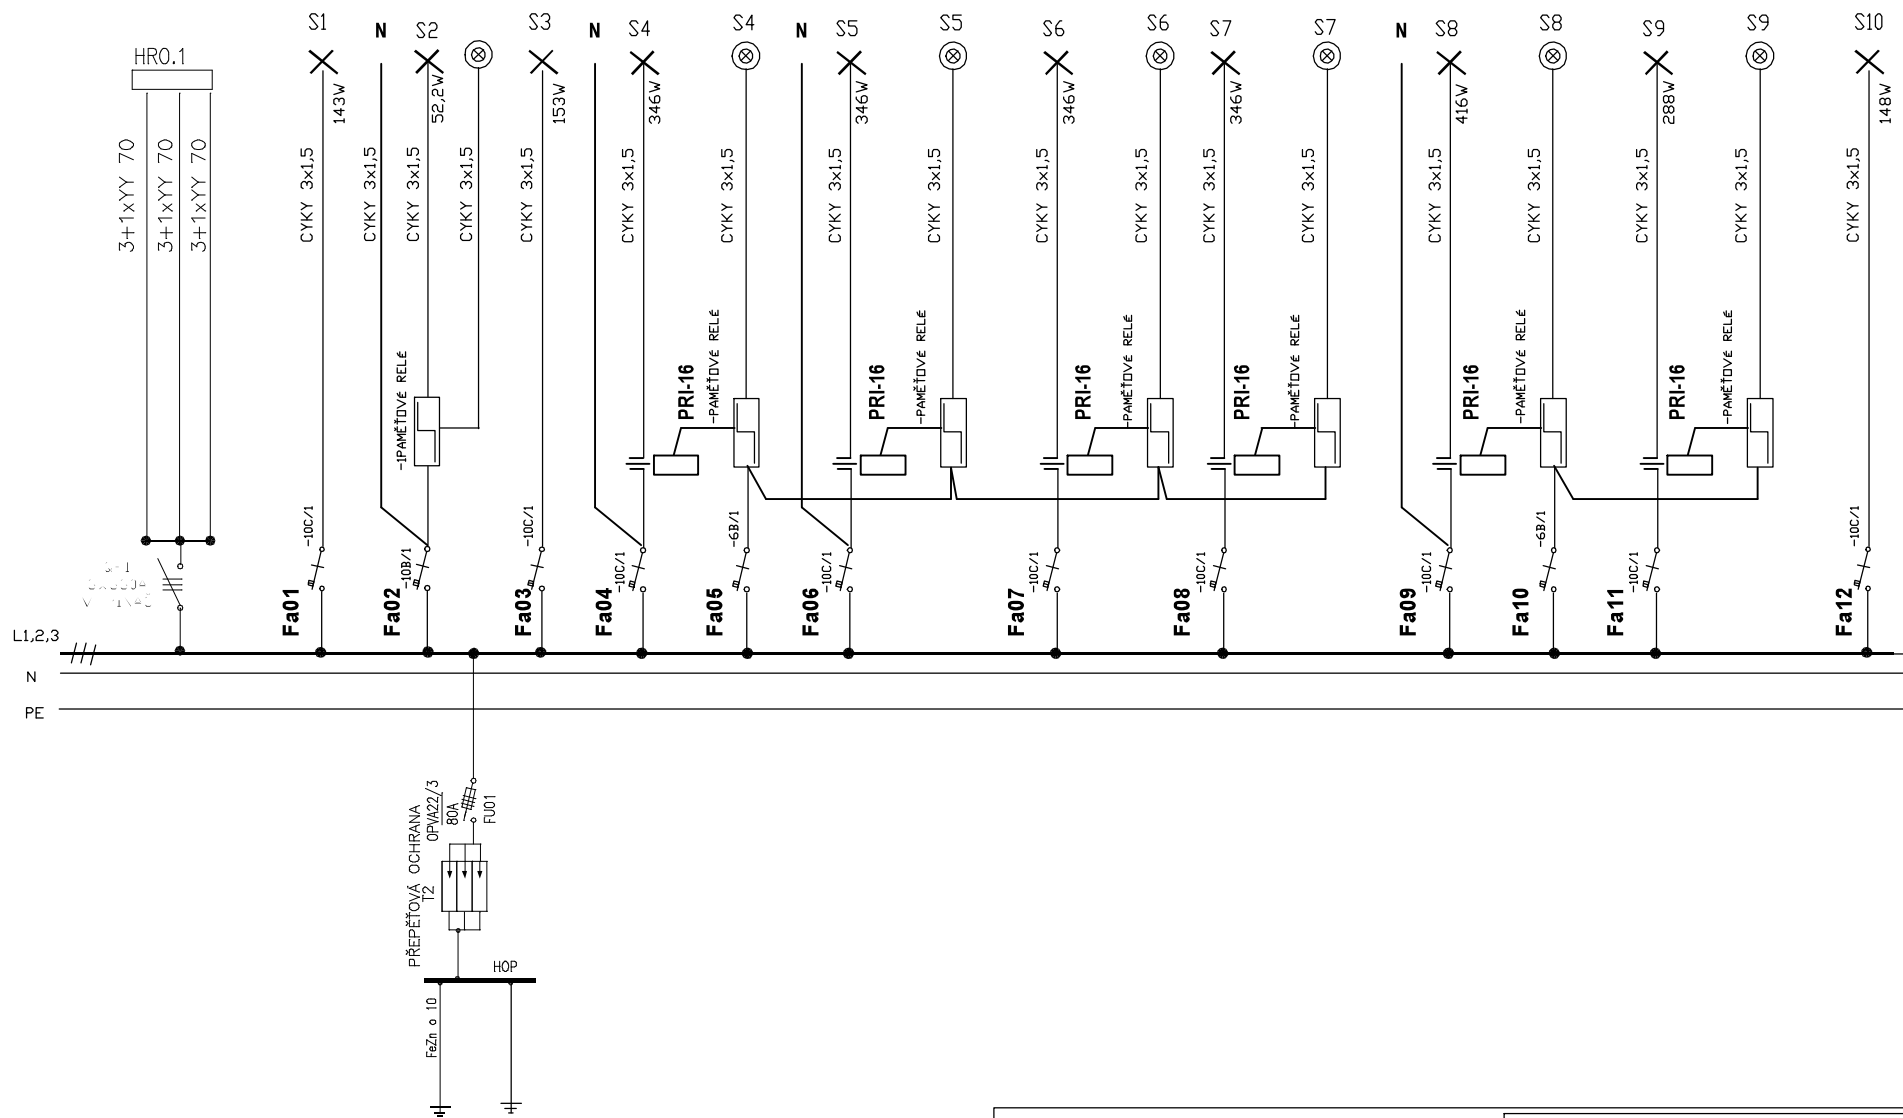 HR0.1
3+1xYY 70
3+1xYY 70
3+1xYY 70
S1
143W
CYKY 3x1,5
-10C/1
Fa01
N
CYKY 3x1,5
S2
52,2W
CYKY 3x1,5
CYKY 3x1,5
-1PAMĚŤOVÉ RELÉ
-10B/1
Fa02
S3
153W
CYKY 3x1,5
-10C/1
Fa03
N
S4
346W
CYKY 3x1,5
-10C/1
Fa04
S4
CYKY 3x1,5
PRI-16
-PAMĚŤOVÉ RELÉ
-6B/1
Fa05
N
S5
346W
CYKY 3x1,5
-10C/1
Fa06
S5
CYKY 3x1,5
PRI-16
-PAMĚŤOVÉ RELÉ
S6
346W
CYKY 3x1,5
-10C/1
Fa07
S6
CYKY 3x1,5
PRI-16
-PAMĚŤOVÉ RELÉ
S7
346W
CYKY 3x1,5
-10C/1
Fa08
S7
CYKY 3x1,5
PRI-16
-PAMĚŤOVÉ RELÉ
N
S8
416W
CYKY 3x1,5
-10C/1
Fa09
S8
CYKY 3x1,5
PRI-16
-PAMĚŤOVÉ RELÉ
-6B/1
Fa10
S9
288W
CYKY 3x1,5
-10C/1
Fa11
S9
CYKY 3x1,5
PRI-16
-PAMĚŤOVÉ RELÉ
S10
148W
CYKY 3x1,5
-10C/1
Fa12
L1,2,3
N
PE
PŘEPĚŤOVÁ OCHRANA
T2
OPVA22/3
80A
FU01
HOP
FeZn o 10